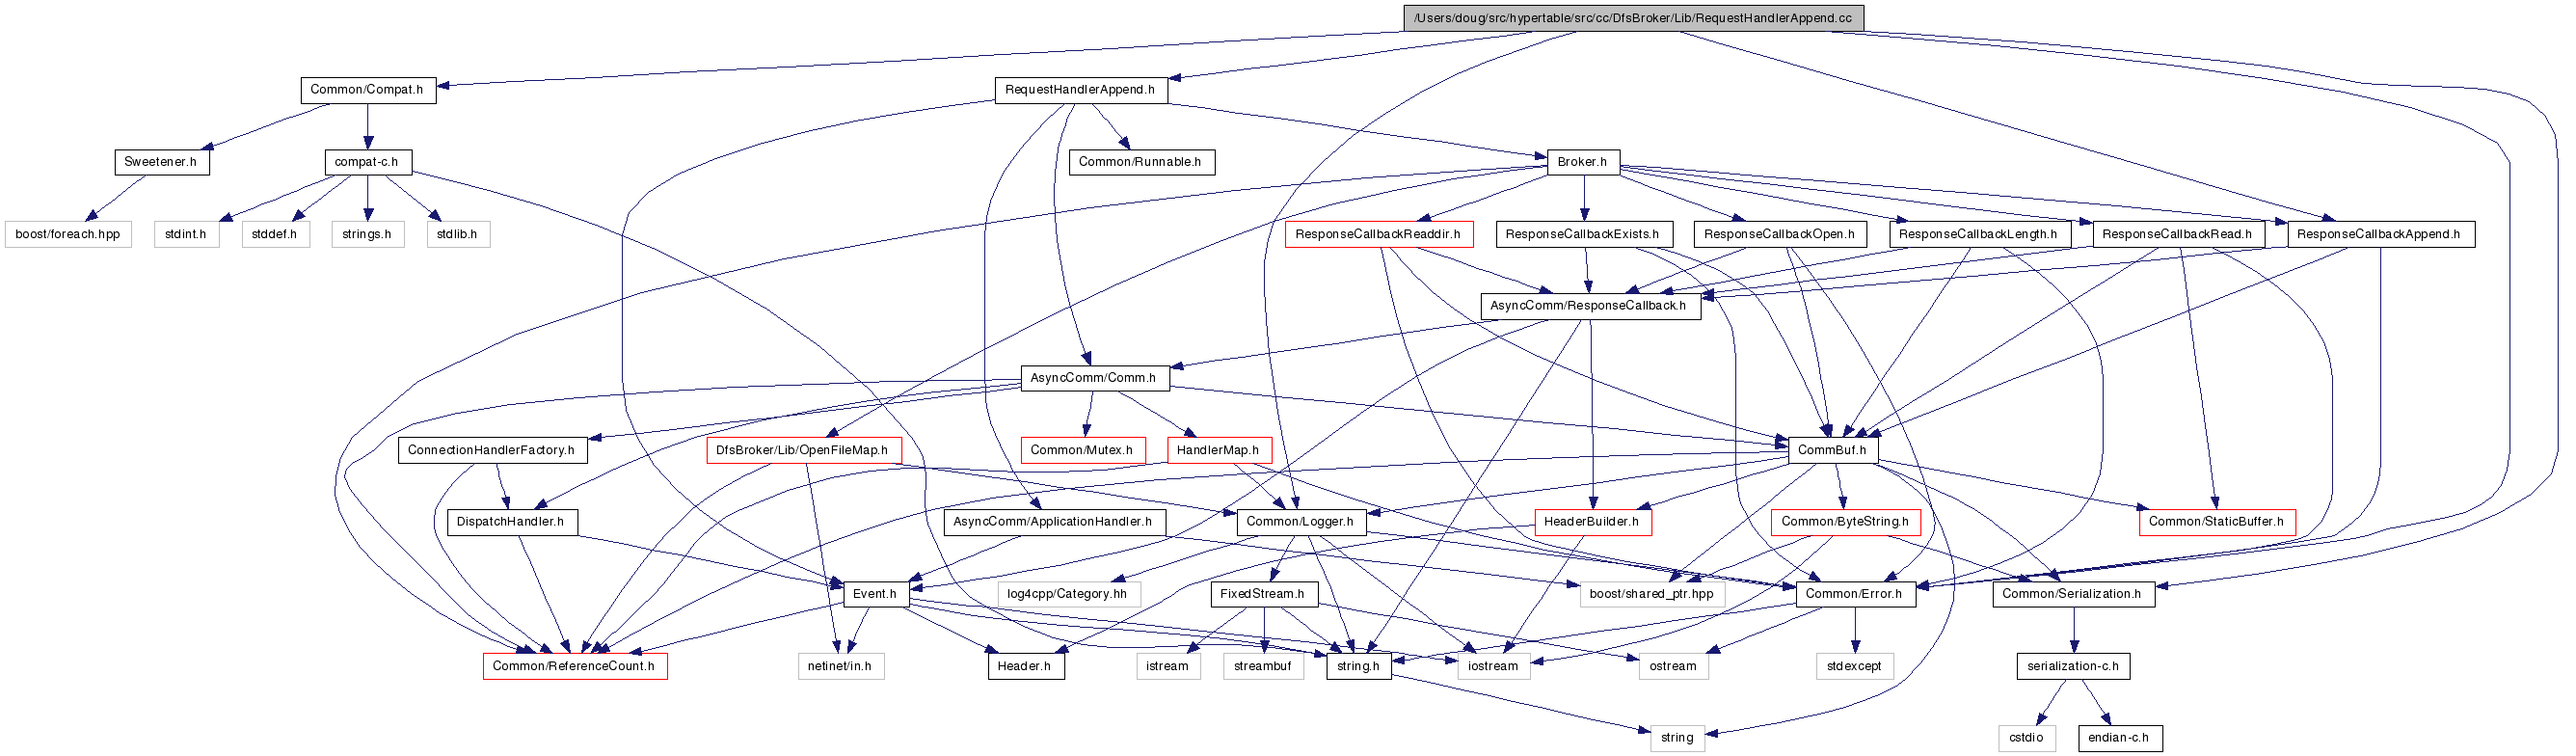 /Users/doug/src/hypertable/src/cc/DfsBroker/Lib/RequestHandlerAppend.cc
Common/Compat.h
RequestHandlerAppend.h
Sweetener.h
compat-c.h
Common/Runnable.h
Broker.h
boost/foreach.hpp
stdint.h
stddef.h
strings.h
stdlib.h
ResponseCallbackReaddir.h
ResponseCallbackExists.h
ResponseCallbackOpen.h
ResponseCallbackLength.h
ResponseCallbackRead.h
ResponseCallbackAppend.h
AsyncComm/ResponseCallback.h
AsyncComm/Comm.h
ConnectionHandlerFactory.h
DfsBroker/Lib/OpenFileMap.h
Common/Mutex.h
HandlerMap.h
CommBuf.h
DispatchHandler.h
AsyncComm/ApplicationHandler.h
Common/Logger.h
HeaderBuilder.h
Common/ByteString.h
Common/StaticBuffer.h
Event.h
log4cpp/Category.hh
FixedStream.h
boost/shared_ptr.hpp
Common/Error.h
Common/Serialization.h
Common/ReferenceCount.h
netinet/in.h
Header.h
istream
streambuf
string.h
iostream
ostream
stdexcept
serialization-c.h
string
cstdio
endian-c.h